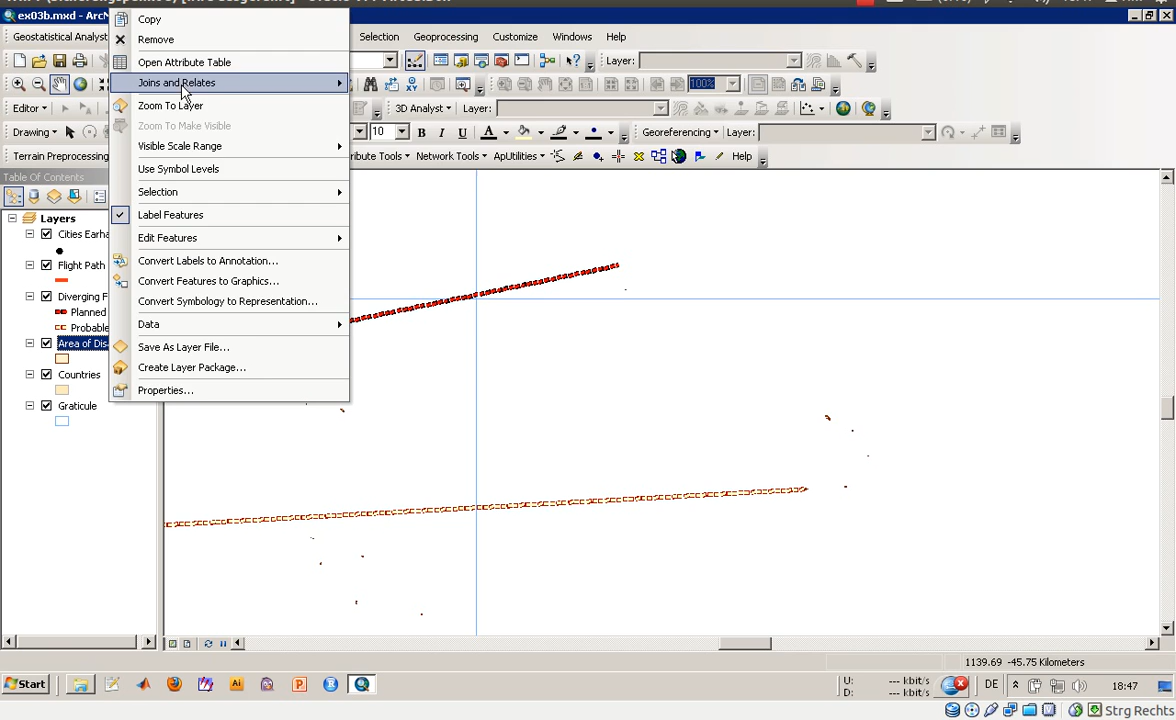 ex03b.mxd - ArcM
Geostatistical Analyst
Selection
Geoprocessing
Customize
Windows
Help
Layer:
100%
Editor
3D Analyst
Layer:
Drawing
10
B I U A
Georeferencing
Layer:
Terrain Preprocessing
Network Tools
ApUtilities
Help
Table Of Contents
Copy
Remove
Open Attribute Table
Joins and Relates
Zoom To Layer
Zoom To Make Visible
Visible Scale Range
Use Symbol Levels
Selection
Label Features
Edit Features
Convert Labels to Annotation...
Convert Features to Graphics...
Convert Symbology to Representation...
Data
Save As Layer File...
Create Layer Package...
Properties...
Layers
Cities Earha
Flight Path
Diverging F
Planned
Probable
Area of Disa
Countries
Graticule
1139.69 -45.75 Kilometers
Start
U: --- kbit/s
D: --- kbit/s
DE
18:47
Strg Rechts